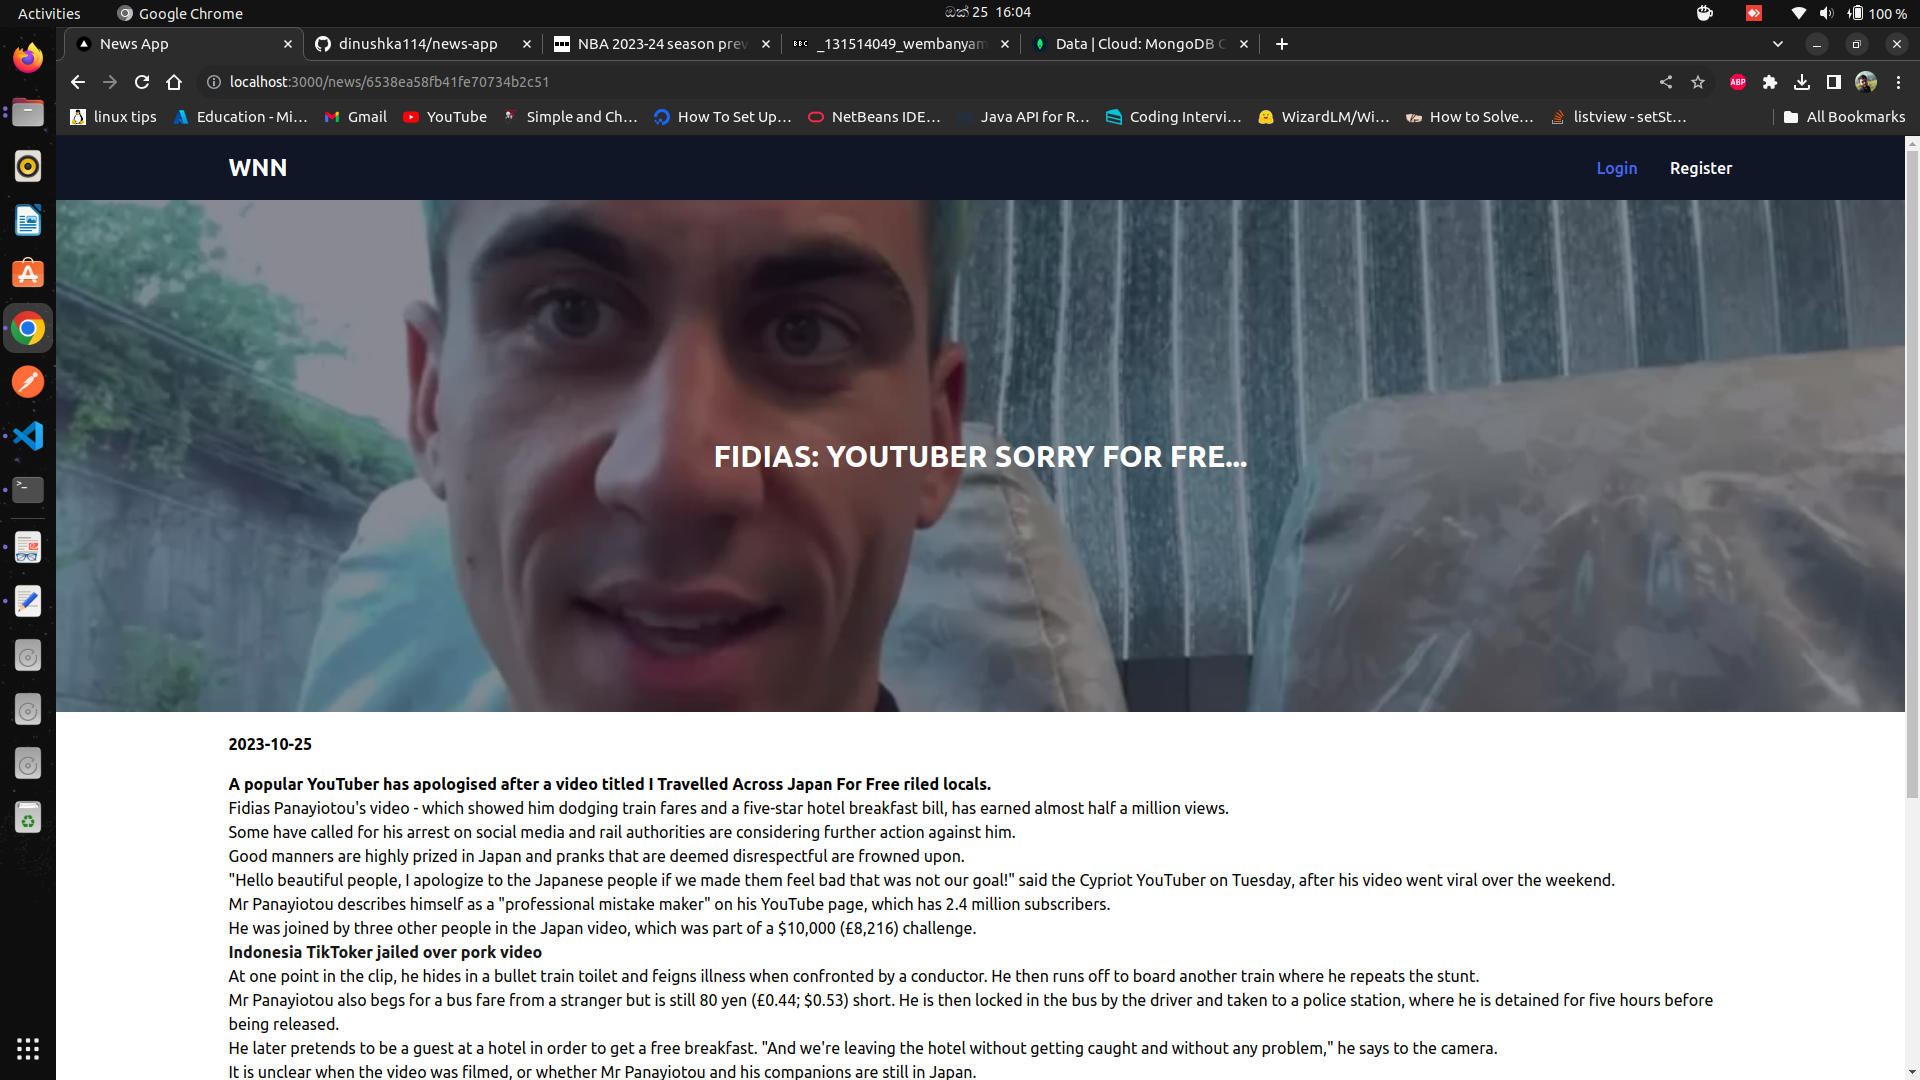 Activities
Google Chrome
ඔක් 25 16:04
100 %
News App
dinushka114/news-app
NBA 2023-24 season prev
BBC
_131514049_wembanyam
Data | Cloud: MongoDB C
localhost:3000/news/6538ea58fb41fe70734b2c51
ABP
linux tips
Education - Mi...
Gmail
YouTube
Simple and Ch...
How To Set Up...
NetBeans IDE...
Java API for R...
Coding Intervi...
WizardLM/Wi...
How to Solve...
listview - setSt...
All Bookmarks
WNN
Login
Register
FIDIAS: YOUTUBER SORRY FOR FRE...
2023-10-25
A popular YouTuber has apologised after a video titled I Travelled Across Japan For Free riled locals.
Fidias Panayiotou's video - which showed him dodging train fares and a five-star hotel breakfast bill, has earned almost half a million views.
Some have called for his arrest on social media and rail authorities are considering further action against him.
Good manners are highly prized in Japan and pranks that are deemed disrespectful are frowned upon.
"Hello beautiful people, I apologize to the Japanese people if we made them feel bad that was not our goal!" said the Cypriot YouTuber on Tuesday, after his video went viral over the weekend.
Mr Panayiotou describes himself as a "professional mistake maker" on his YouTube page, which has 2.4 million subscribers.
He was joined by three other people in the Japan video, which was part of a $10,000 (£8,216) challenge.
Indonesia TikToker jailed over pork video
At one point in the clip, he hides in a bullet train toilet and feigns illness when confronted by a conductor. He then runs off to board another train where he repeats the stunt.
Mr Panayiotou also begs for a bus fare from a stranger but is still 80 yen (£0.44; $0.53) short. He is then locked in the bus by the driver and taken to a police station, where he is detained for five hours before
being released.
He later pretends to be a guest at a hotel in order to get a free breakfast. "And we're leaving the hotel without getting caught and without any problem," he says to the camera.
It is unclear when the video was filmed, or whether Mr Panayiotou and his companions are still in Japan.